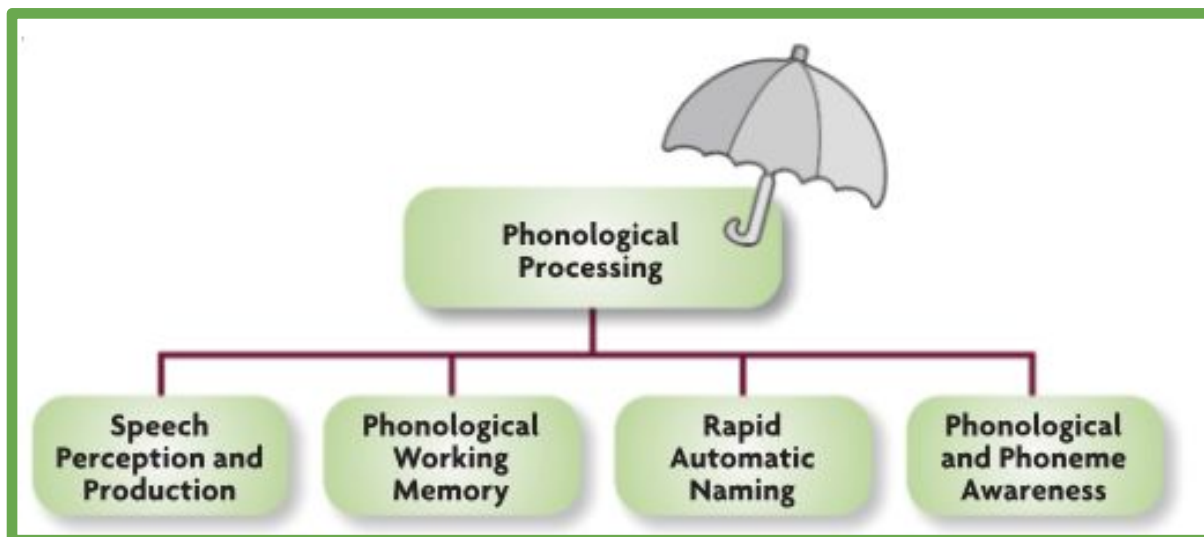 Phonological
Processing
Speech
Perception and
Production
Phonological
Working
Memory
Rapid
Automatic
Naming
Phonological
and Phoneme
Awareness